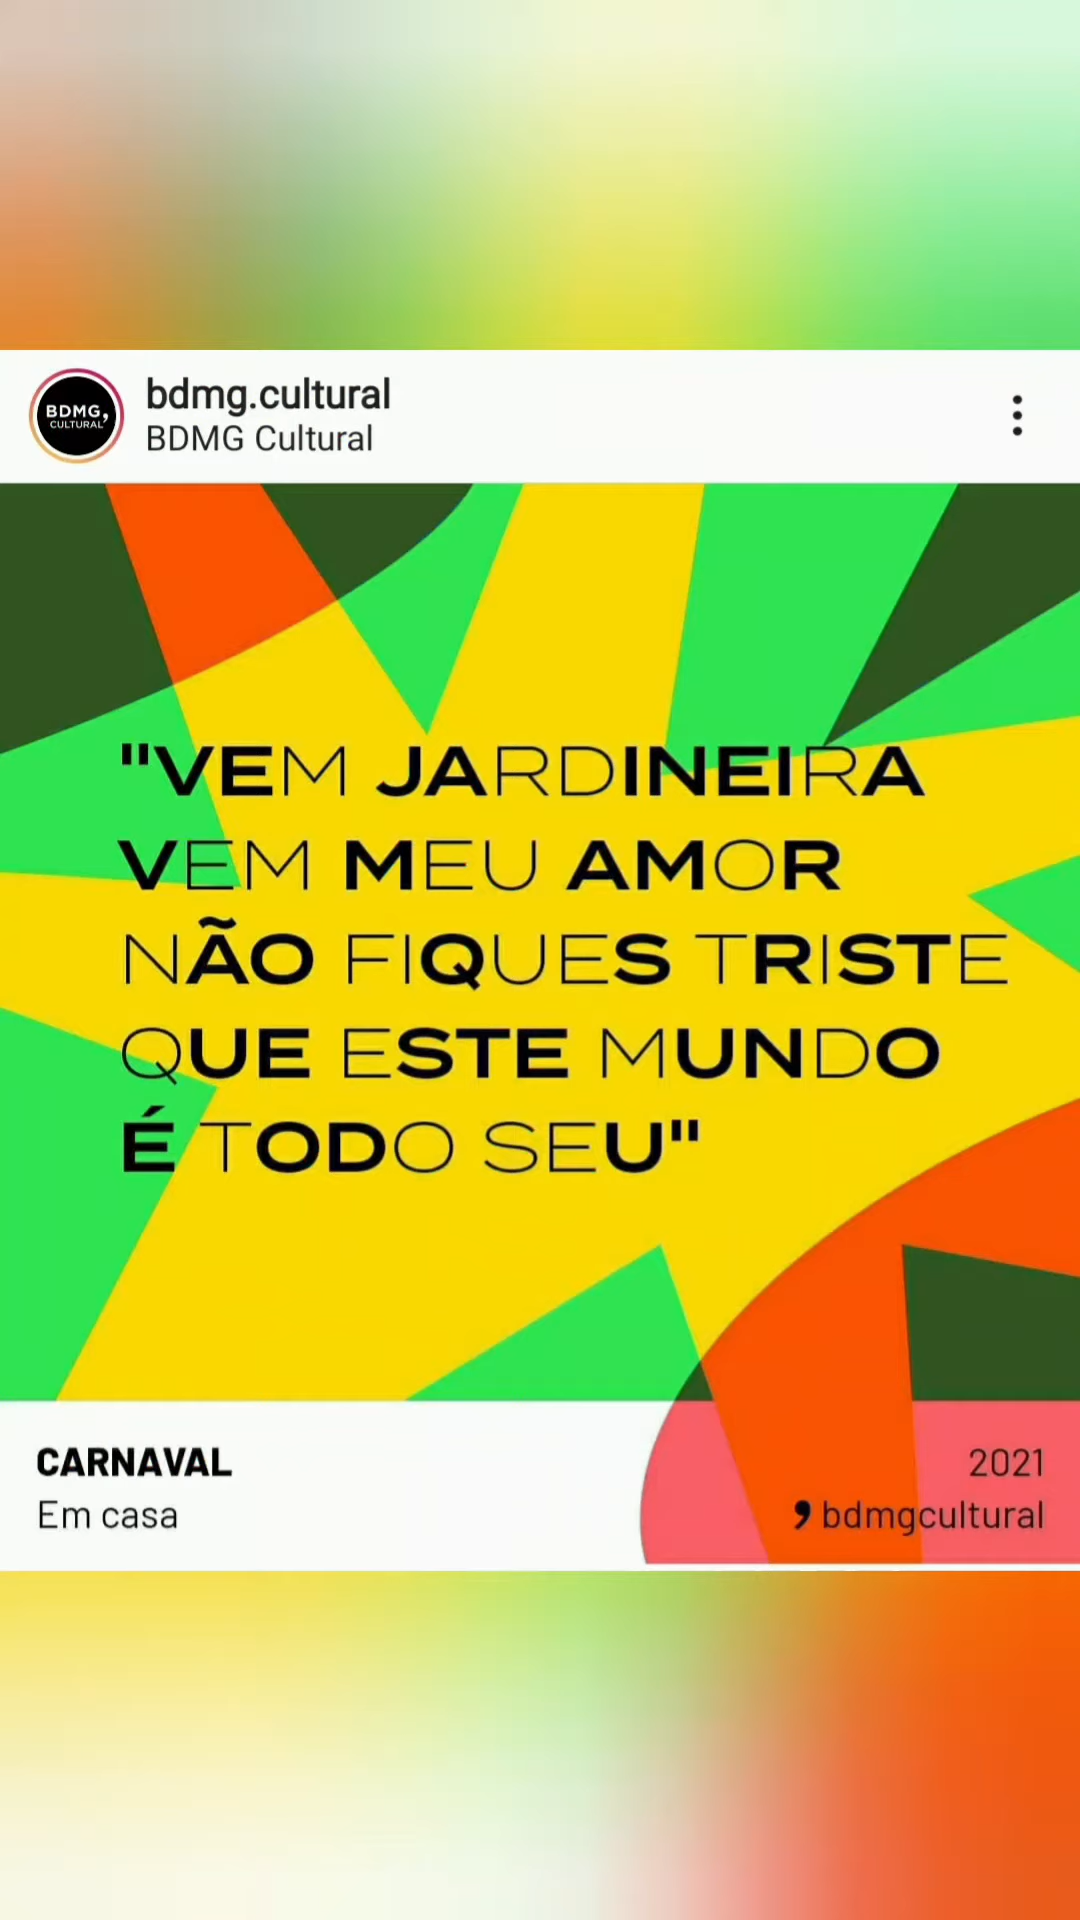 BDMG,
CULTURAL
bdmg.cultural
BDMG Cultural
"VEM JARDINEIRA
VEM MEU AMOR
NÃO FIQUES TRISTE
QUE ESTE MUNDO
É TODO SEU"
CARNAVAL
Em casa
2021
, bdmgcultural